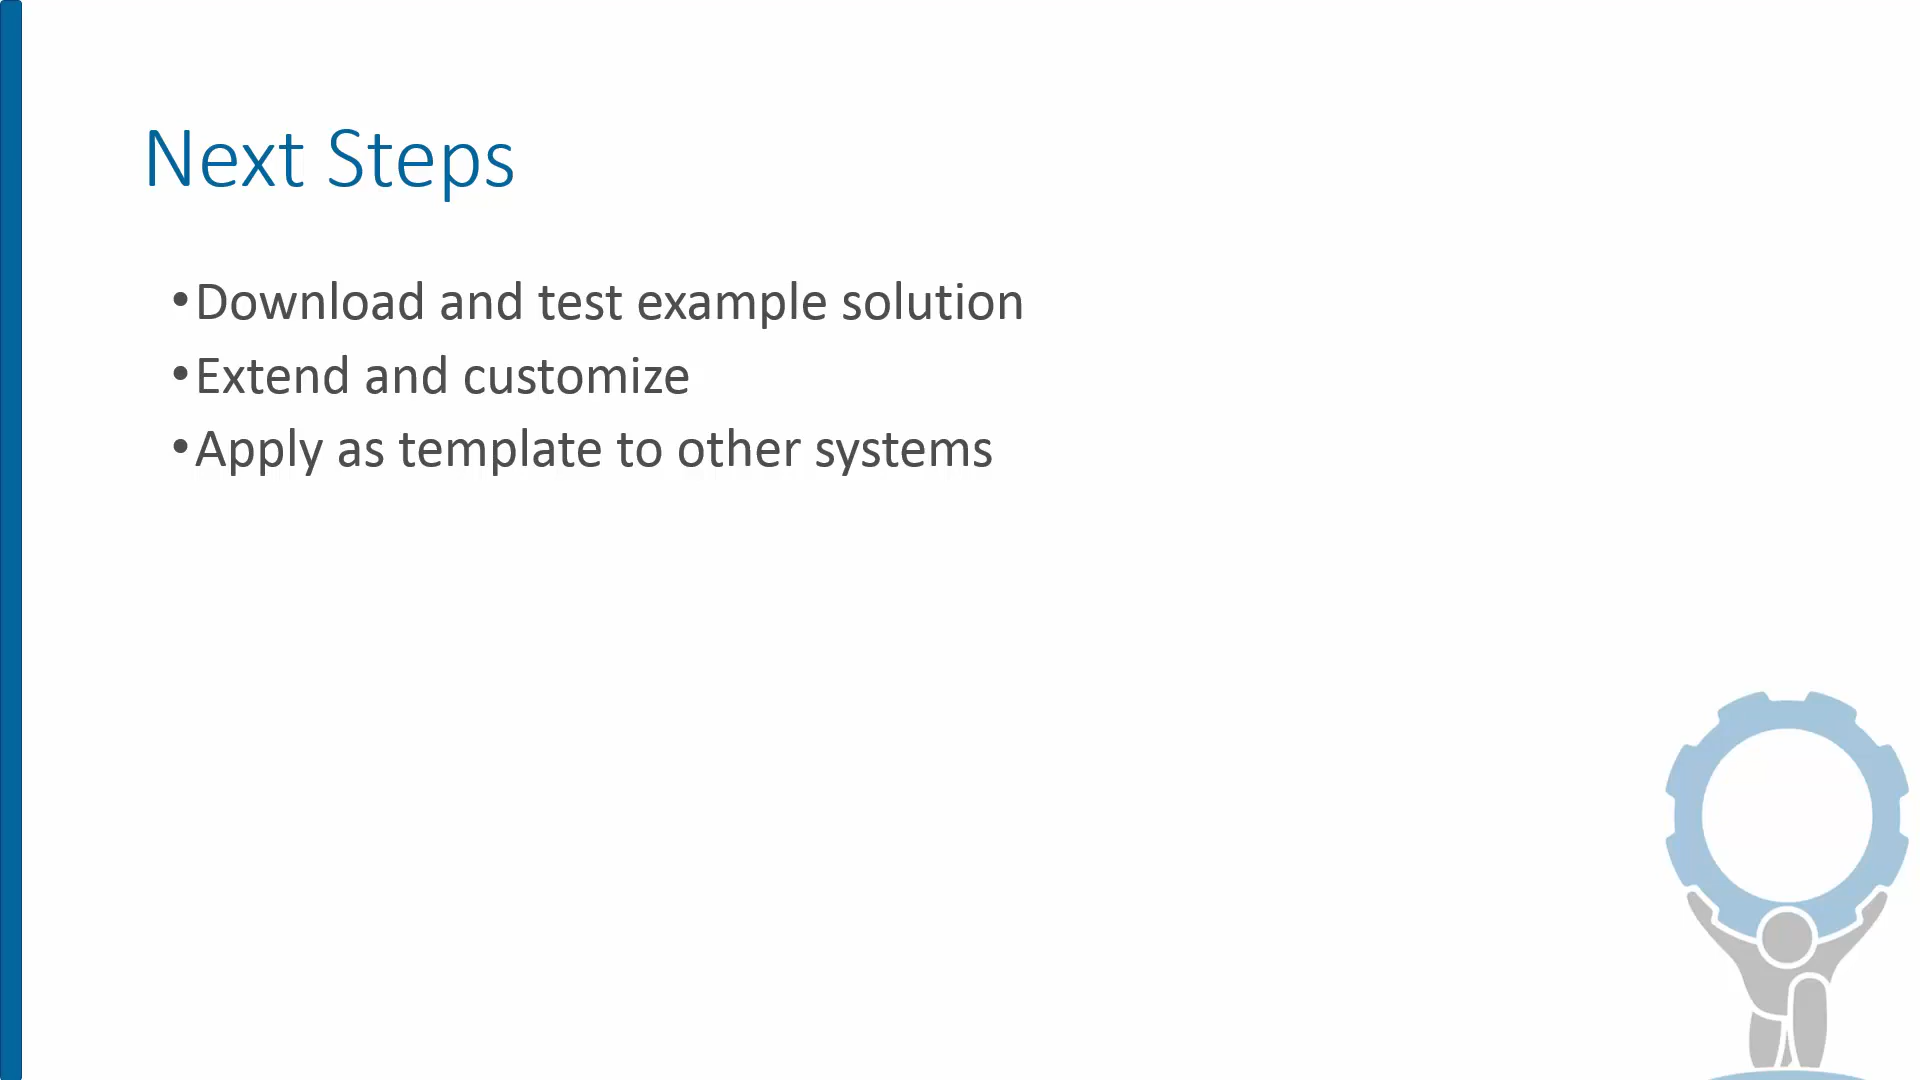 Next Steps
•Download and test example solution
•Extend and customize
•Apply as template to other systems